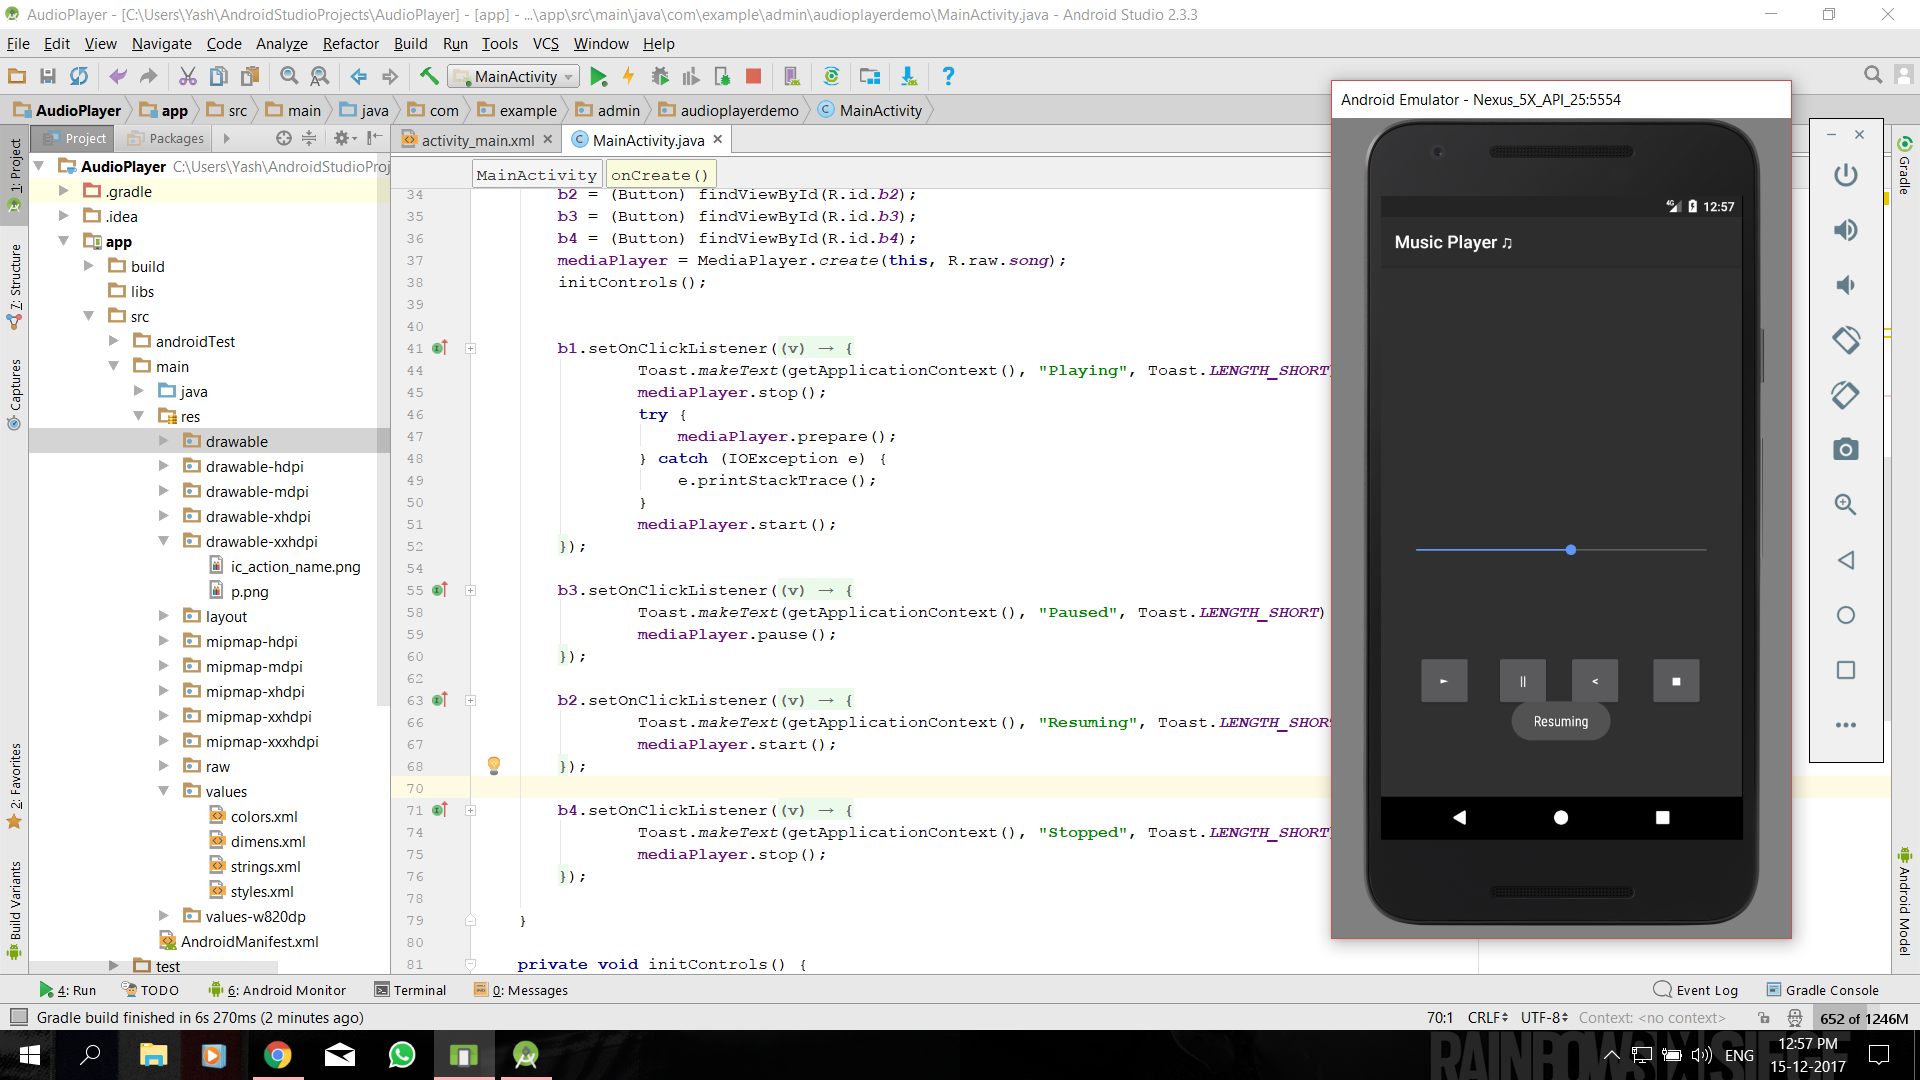 AudioPlayer - [C:\Users\Yash\AndroidStudioProjects\AudioPlayer] - [app] - ...\app\src\main\java\com\example\admin\audioplayerdemo\MainActivity.java - Android Studio 2.3.3
File Edit View Navigate Code Analyze Refactor Build Run Tools VCS Window Help
MainActivity
AudioPlayer app src main java com example admin audioplayerdemo MainActivity
Project Packages
activity_main.xml MainActivity.java
MainActivity onCreate()
1: Project
7: Structure
Captures
2: Favorites
Build Variants
AudioPlayer C:\Users\Yash\AndroidStudioProj
.gradle
.idea
app
build
libs
src
androidTest
main
java
res
drawable
drawable-hdpi
drawable-mdpi
drawable-xhdpi
drawable-xxhdpi
ic_action_name.png
p.png
layout
mipmap-hdpi
mipmap-mdpi
mipmap-xhdpi
mipmap-xxhdpi
mipmap-xxxhdpi
raw
values
colors.xml
dimens.xml
strings.xml
styles.xml
values-w820dp
AndroidManifest.xml
test
34 b2 = (Button) findViewById(R.id.b2);
35 b3 = (Button) findViewById(R.id.b3);
36 b4 = (Button) findViewById(R.id.b4);
37 mediaPlayer = MediaPlayer.create(this, R.raw.song);
38 initControls();
39
40
41 b1.setOnClickListener((v) → {
44 Toast.makeText(getApplicationContext(), "Playing", Toast.LENGTH_SHORT)
45 mediaPlayer.stop();
46 try {
47 mediaPlayer.prepare();
48 } catch (IOException e) {
49 e.printStackTrace();
50 }
51 mediaPlayer.start();
52 });
54
55 b3.setOnClickListener((v) → {
58 Toast.makeText(getApplicationContext(), "Paused", Toast.LENGTH_SHORT)
59 mediaPlayer.pause();
60 });
62
63 b2.setOnClickListener((v) → {
66 Toast.makeText(getApplicationContext(), "Resuming", Toast.LENGTH_SHOR
67 mediaPlayer.start();
68 });
70
71 b4.setOnClickListener((v) → {
74 Toast.makeText(getApplicationContext(), "Stopped", Toast.LENGTH_SHORT
75 mediaPlayer.stop();
76 });
78
79 }
80
81 private void initControls() {
Android Emulator - Nexus_5X_API_25:5554
4G 12:57
Music Player ♫
► || < ■
Resuming
Gradle
Android Model
4: Run TODO 6: Android Monitor Terminal 0: Messages Event Log Gradle Console
Gradle build finished in 6s 270ms (2 minutes ago) 70:1 CRLF UTF-8 Context: <no context> 652 of 1246M
RAINBOW SIX SIEGE
ENG
12:57 PM
15-12-2017